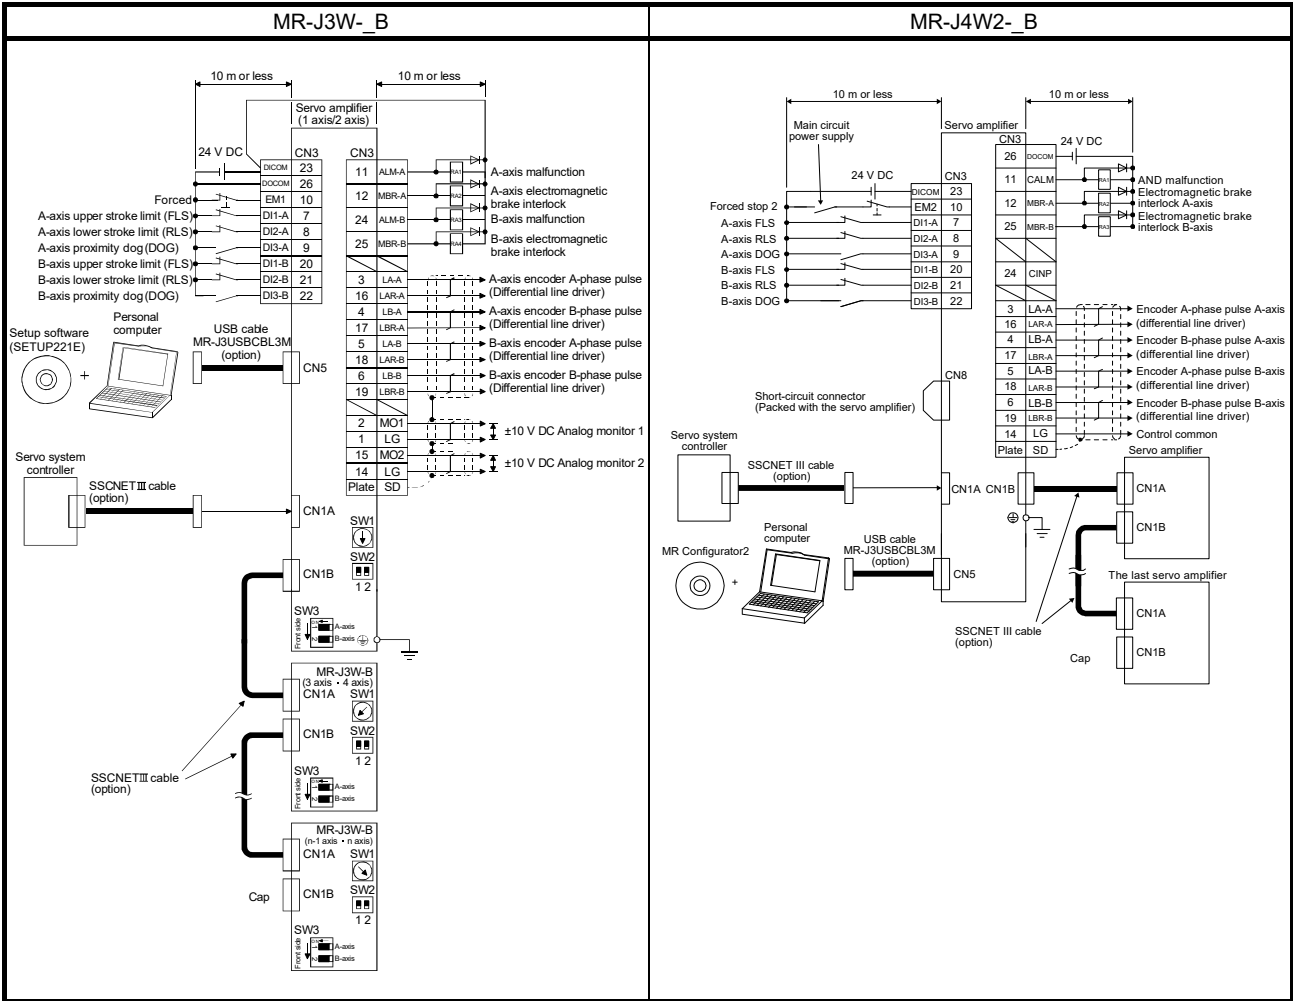 MR-J3W-_B
10 m or less
10 m or less
Servo amplifier
(1 axis/2 axis)
24 V DC
CN3
CN3
DICOM 23
DOCOM 26
Forced EM1 10
A-axis upper stroke limit (FLS) DI1-A 7
A-axis lower stroke limit (RLS) DI2-A 8
A-axis proximity dog (DOG) DI3-A 9
B-axis upper stroke limit (FLS) DI1-B 20
B-axis lower stroke limit (RLS) DI2-B 21
B-axis proximity dog (DOG) DI3-B 22
11 ALM-A RA1 A-axis malfunction
12 MBR-A RA2 A-axis electromagnetic
brake interlock
24 ALM-B RA3 B-axis malfunction
25 MBR-B RA4 B-axis electromagnetic
brake interlock
3 LA-A A-axis encoder A-phase pulse
16 LAR-A (Differential line driver)
4 LB-A A-axis encoder B-phase pulse
17 LBR-A (Differential line driver)
5 LA-B B-axis encoder A-phase pulse
18 LAR-B (Differential line driver)
6 LB-B B-axis encoder B-phase pulse
19 LBR-B (Differential line driver)
2 MO1
1 LG
±10 V DC Analog monitor 1
15 MO2
14 LG
±10 V DC Analog monitor 2
Plate SD
Setup software
(SETUP221E)
+
Personal
computer
USB cable
MR-J3USBCBL3M
(option)
CN5
Servo system
controller
SSCNETⅢ cable
(option)
CN1A
CN1B
SW1
SW2
1 2
SW3
Front side
ON
1
2
A-axis
B-axis
MR-J3W-B
(3 axis・4 axis)
CN1A
SW1
CN1B
SW2
1 2
SW3
Front side
ON
1
2
A-axis
B-axis
SSCNETⅢ cable
(option)
MR-J3W-B
(n-1 axis・n axis)
CN1A
SW1
Cap
CN1B
SW2
1 2
SW3
Front side
ON
1
2
A-axis
B-axis
MR-J4W2-_B
10 m or less
10 m or less
Main circuit
power supply
Servo amplifier
24 V DC
CN3
DICOM 23
Forced stop 2 EM2 10
A-axis FLS DI1-A 7
A-axis RLS DI2-A 8
A-axis DOG DI3-A 9
B-axis FLS DI1-B 20
B-axis RLS DI2-B 21
B-axis DOG DI3-B 22
CN3
24 V DC
26 DOCOM
11 CALM RA1 AND malfunction
12 MBR-A RA2 Electromagnetic brake
interlock A-axis
25 MBR-B RA3 Electromagnetic brake
interlock B-axis
24 CINP
3 LA-A Encoder A-phase pulse A-axis
16 LAR-A (differential line driver)
4 LB-A Encoder B-phase pulse A-axis
17 LBR-A (differential line driver)
5 LA-B Encoder A-phase pulse B-axis
18 LAR-B (differential line driver)
6 LB-B Encoder B-phase pulse B-axis
19 LBR-B (differential line driver)
14 LG Control common
Plate SD
CN8
Short-circuit connector
(Packed with the servo amplifier)
Servo system
controller
SSCNET III cable
(option)
CN1A
CN1B
Servo amplifier
CN1A
CN1B
MR Configurator2
+
Personal
computer
USB cable
MR-J3USBCBL3M
(option)
CN5
The last servo amplifier
CN1A
SSCNET III cable
(option)
Cap
CN1B